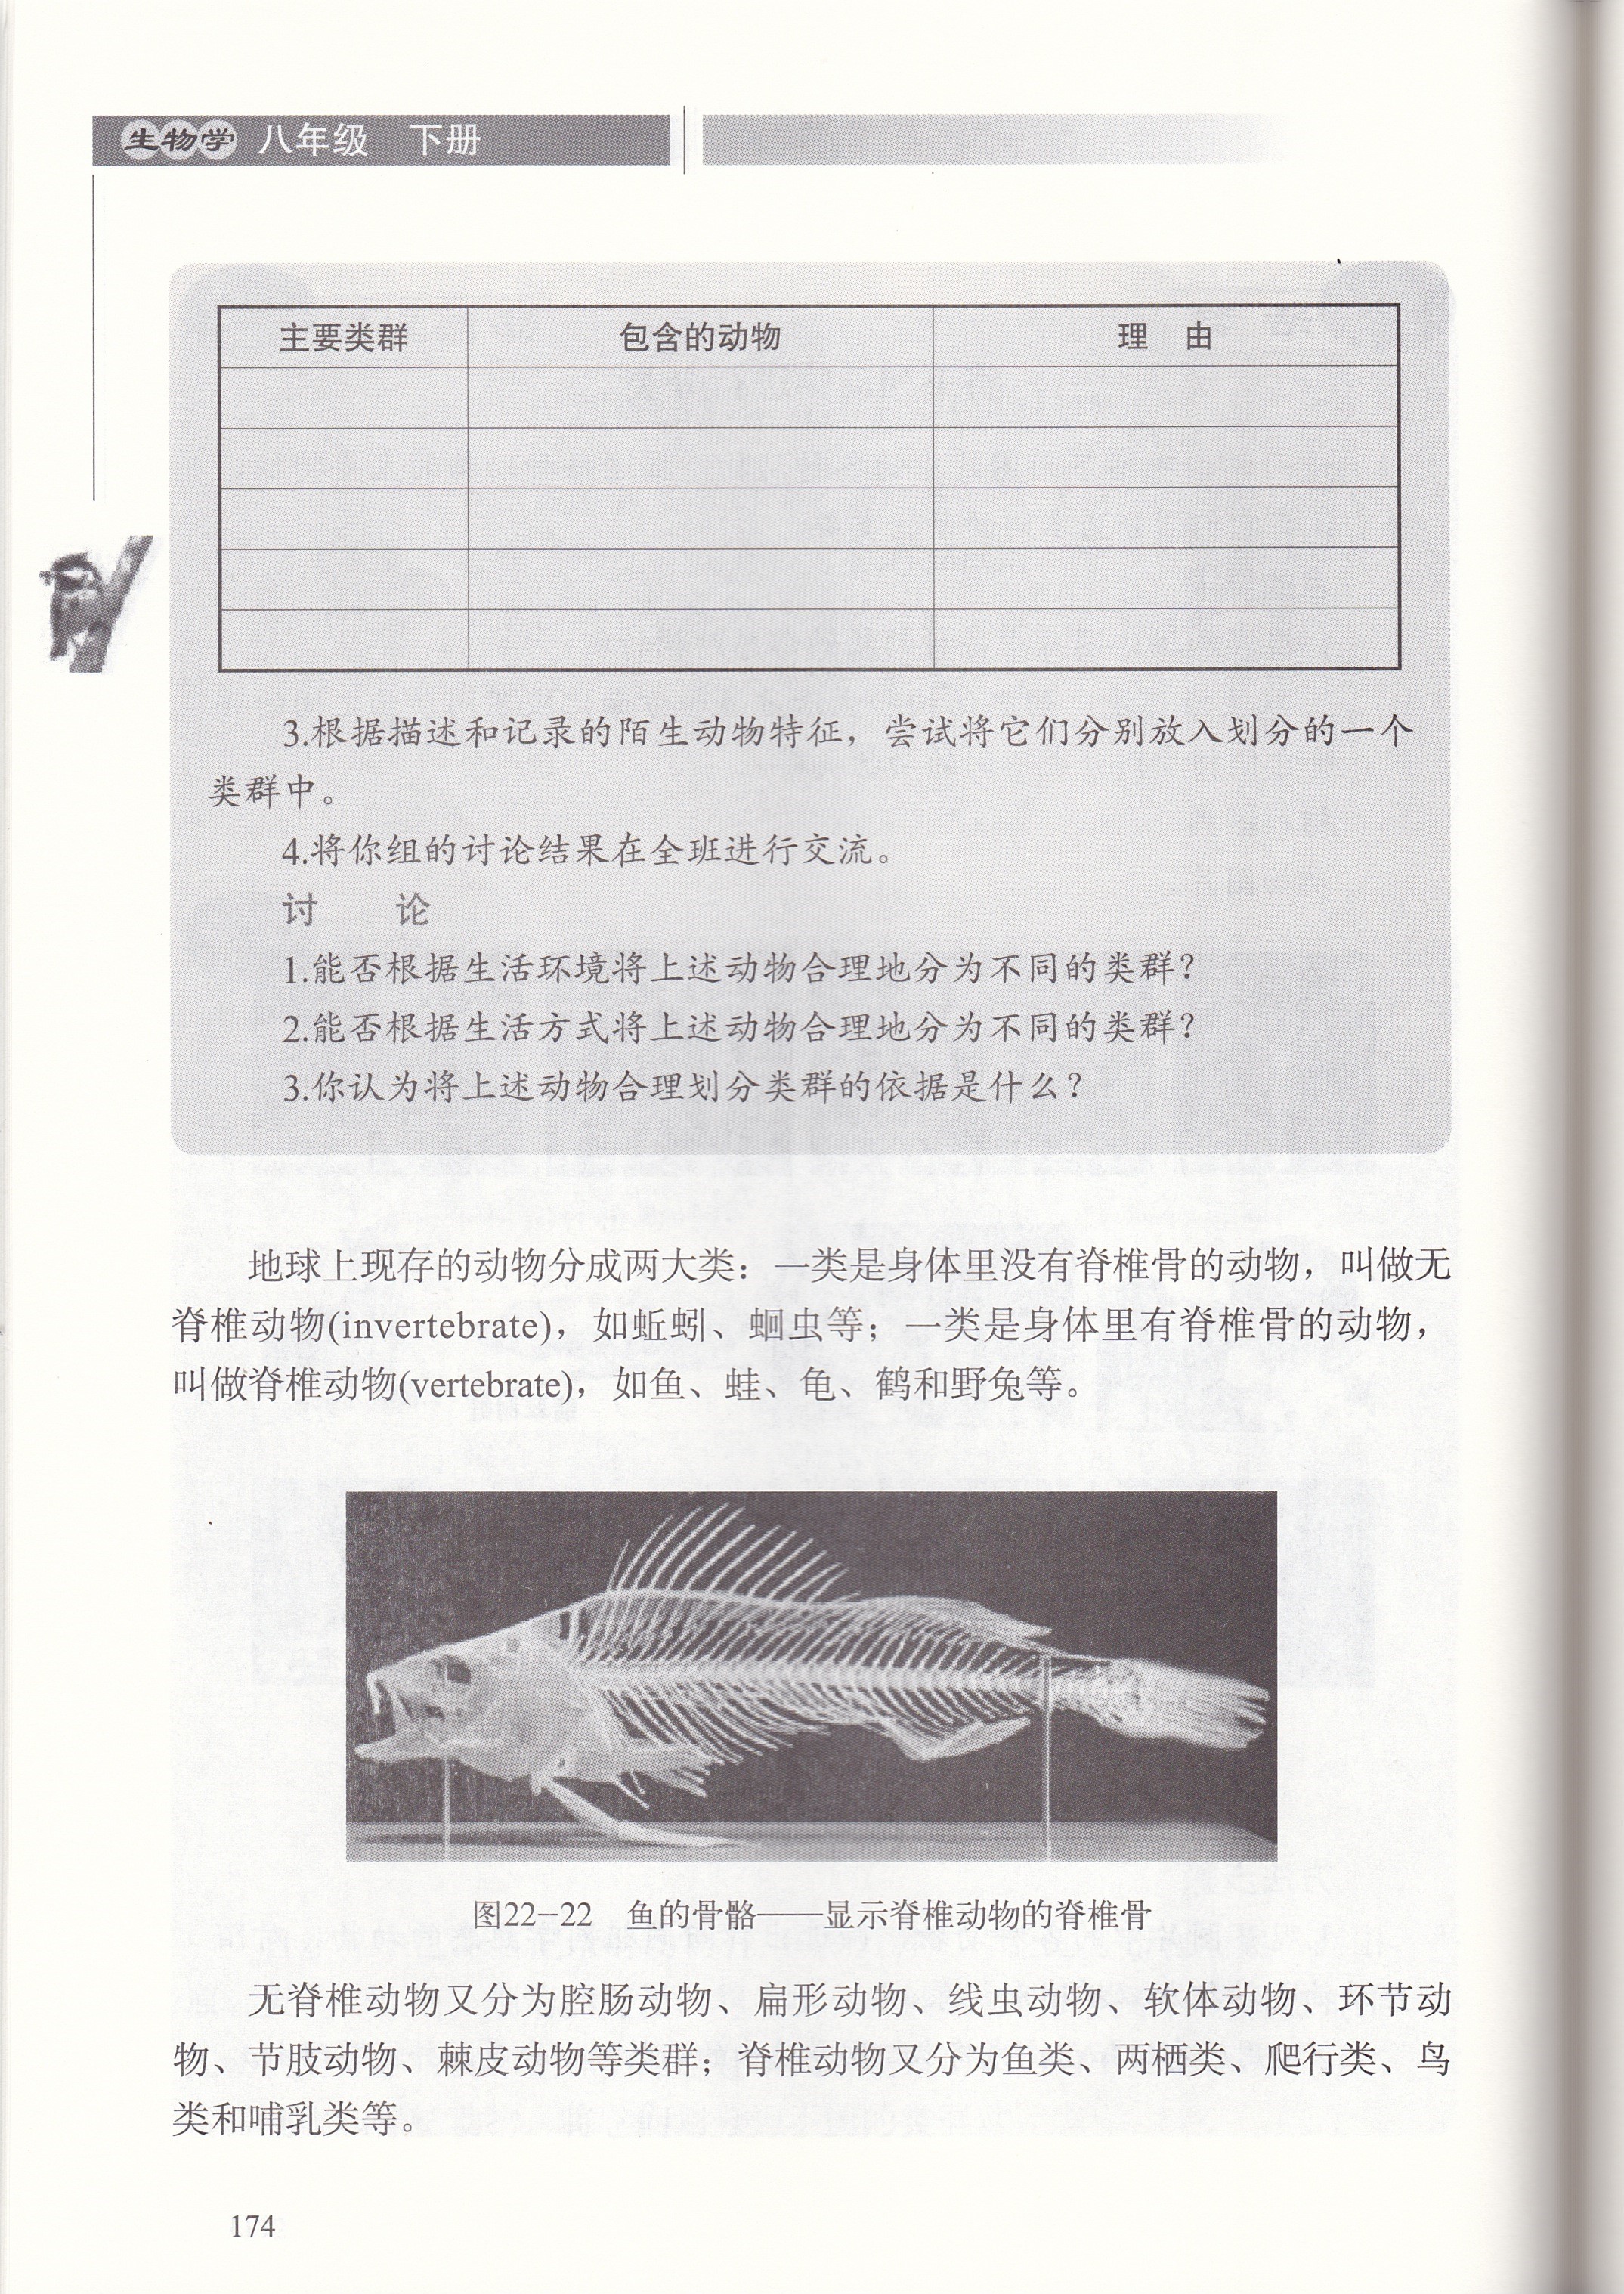 生物学 八年级 下册
主要类群 包含的动物 理 由
3.根据描述和记录的陌生动物特征，尝试将它们分别放入划分的一个
类群中。
4.将你组的讨论结果在全班进行交流。
讨 论
1.能否根据生活环境将上述动物合理地分为不同的类群？
2.能否根据生活方式将上述动物合理地分为不同的类群？
3.你认为将上述动物合理划分类群的依据是什么？
地球上现存的动物分成两大类：一类是身体里没有脊椎骨的动物，叫做无
脊椎动物(invertebrate)，如蚯蚓、蛔虫等；一类是身体里有脊椎骨的动物，
叫做脊椎动物(vertebrate)，如鱼、蛙、龟、鹤和野兔等。
图22--22 鱼的骨骼——显示脊椎动物的脊椎骨
无脊椎动物又分为腔肠动物、扁形动物、线虫动物、软体动物、环节动
物、节肢动物、棘皮动物等类群；脊椎动物又分为鱼类、两栖类、爬行类、鸟
类和哺乳类等。
174